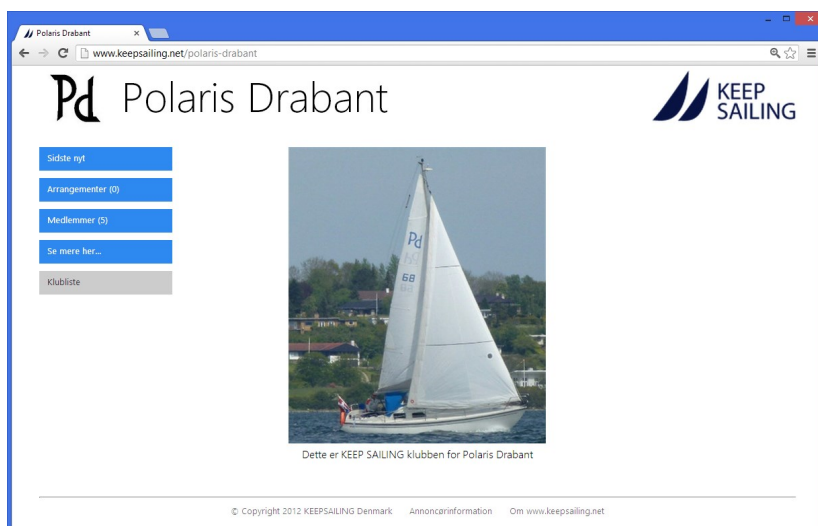 Polaris Drabant
www.keepsailing.net/polaris-drabant
Pd Polaris Drabant
KEEP
SAILING
Sidste nyt
Arrangementer (0)
Medlemmer (5)
Se mere her...
Klubliste
Pd
68
Dette er KEEP SAILING klubben for Polaris Drabant
© Copyright 2012 KEEPSAILING Denmark Annoncørinformation Om www.keepsailing.net